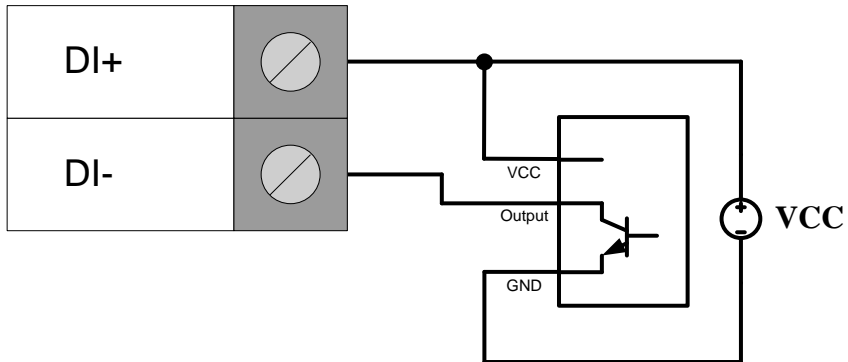 DI+
DI-
VCC
Output
GND
VCC